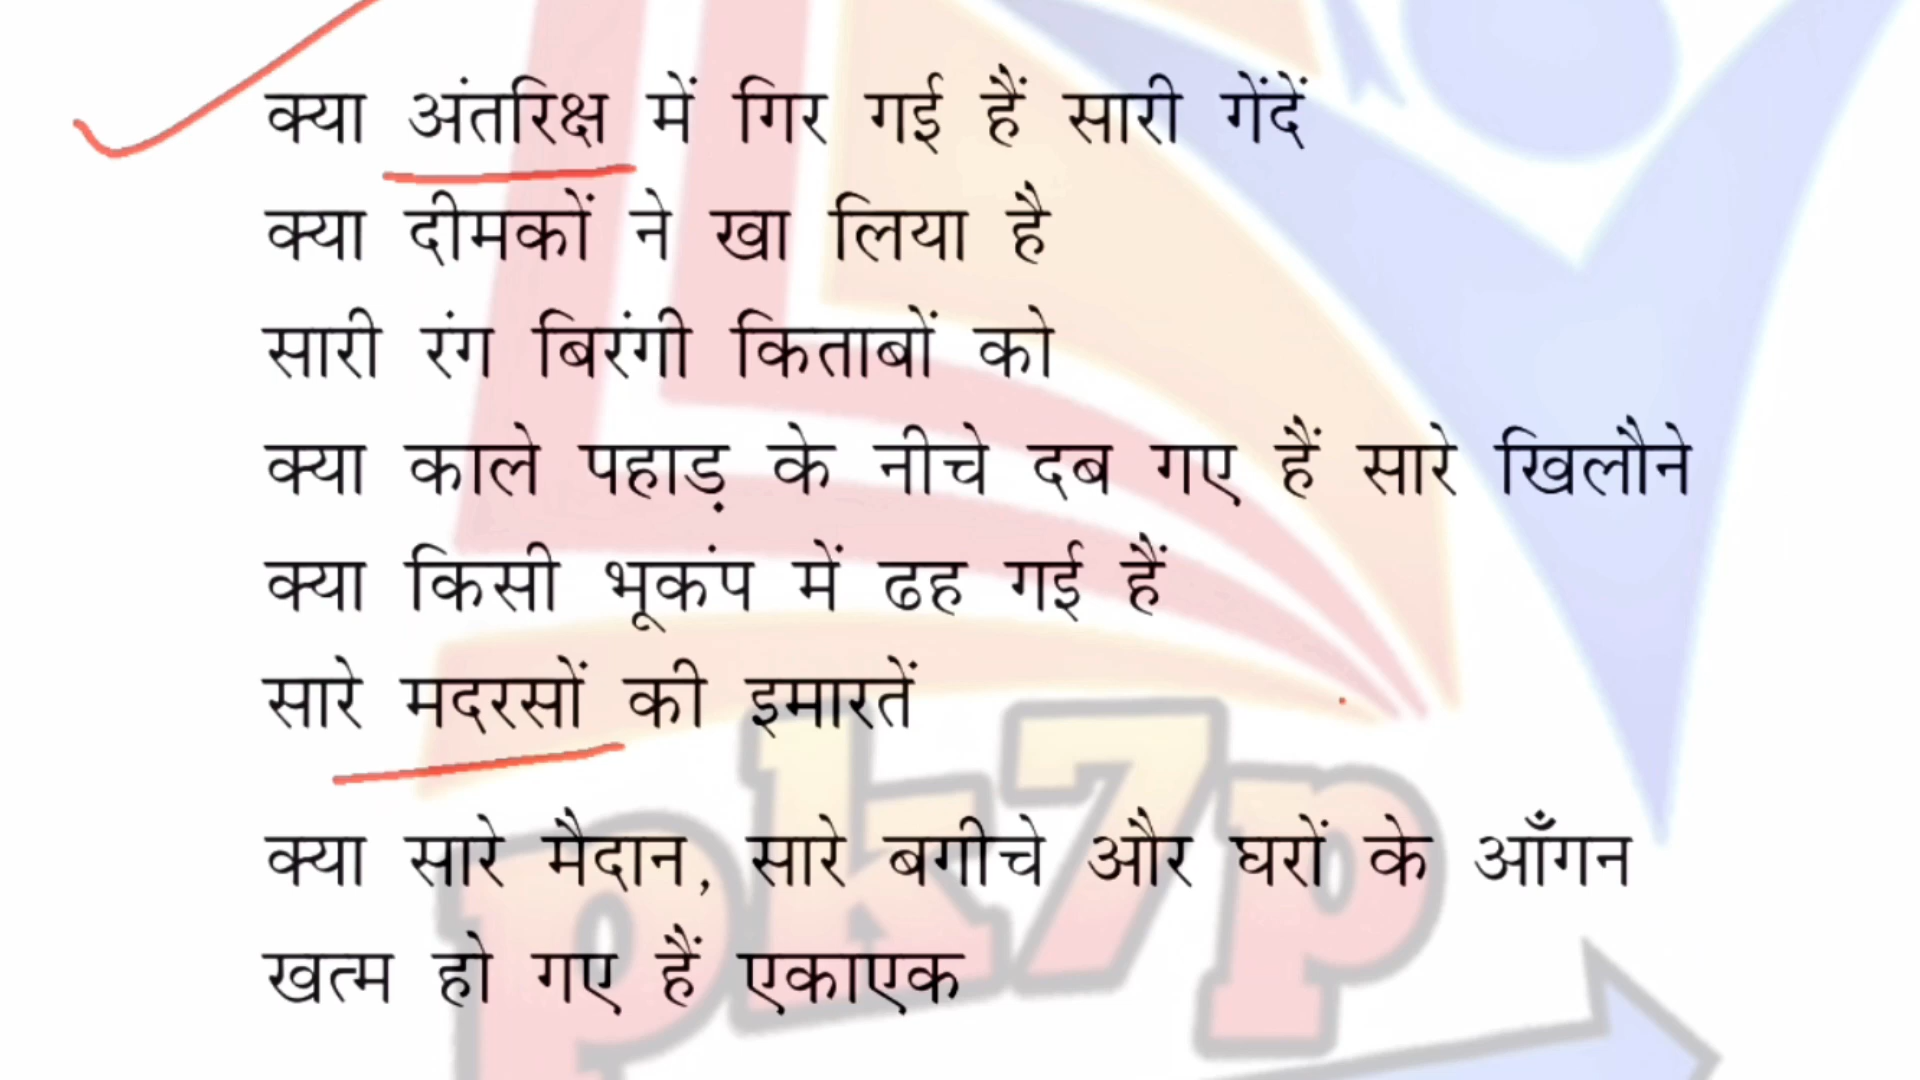 क्या अंतरिक्ष में गिर गई हैं सारी गेंदें
क्या दीमकों ने खा लिया है
सारी रंग बिरंगी किताबों को
क्या काले पहाड़ के नीचे दब गए हैं सारे खिलौने
क्या किसी भूकंप में ढह गई हैं
सारे मदरसों की इमारतें
क्या सारे मैदान, सारे बगीचे और घरों के आँगन
खत्म हो गए हैं एकाएक
pk7p